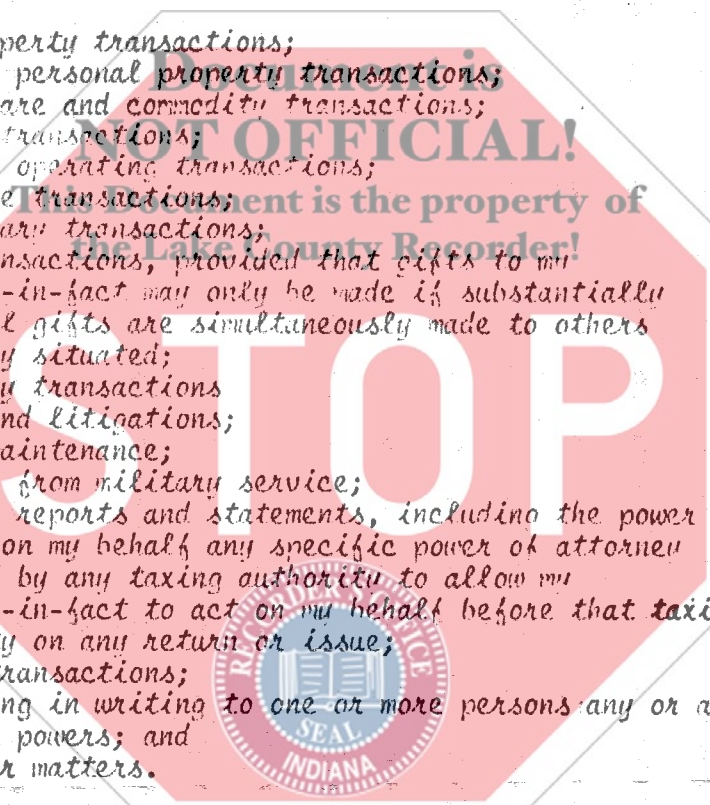 perty transactions;
personal property transactions;
are and commodity transactions;
transactions;
operating transactions;
e transactions;
ary transactions;
nsactions, provided that gifts to my
-in-fact may only be made if substantially
l gifts are simultaneously made to others
y situated;
y transactions
nd litigations;
aintenance;
from military service;
reports and statements, including the power
on my behalf any specific power of attorney
by any taxing authority to allow my
-in-fact to act on my behalf before that taxi
y on any return or issue;
ransactions;
ng in writing to one or more persons any or a
powers; and
r matters.
Document is
NOT OFFICIAL!
This Document is the property of
the Lake County Recorder!
STOP
RECORDER'S OFFICE
SEAL
INDIANA